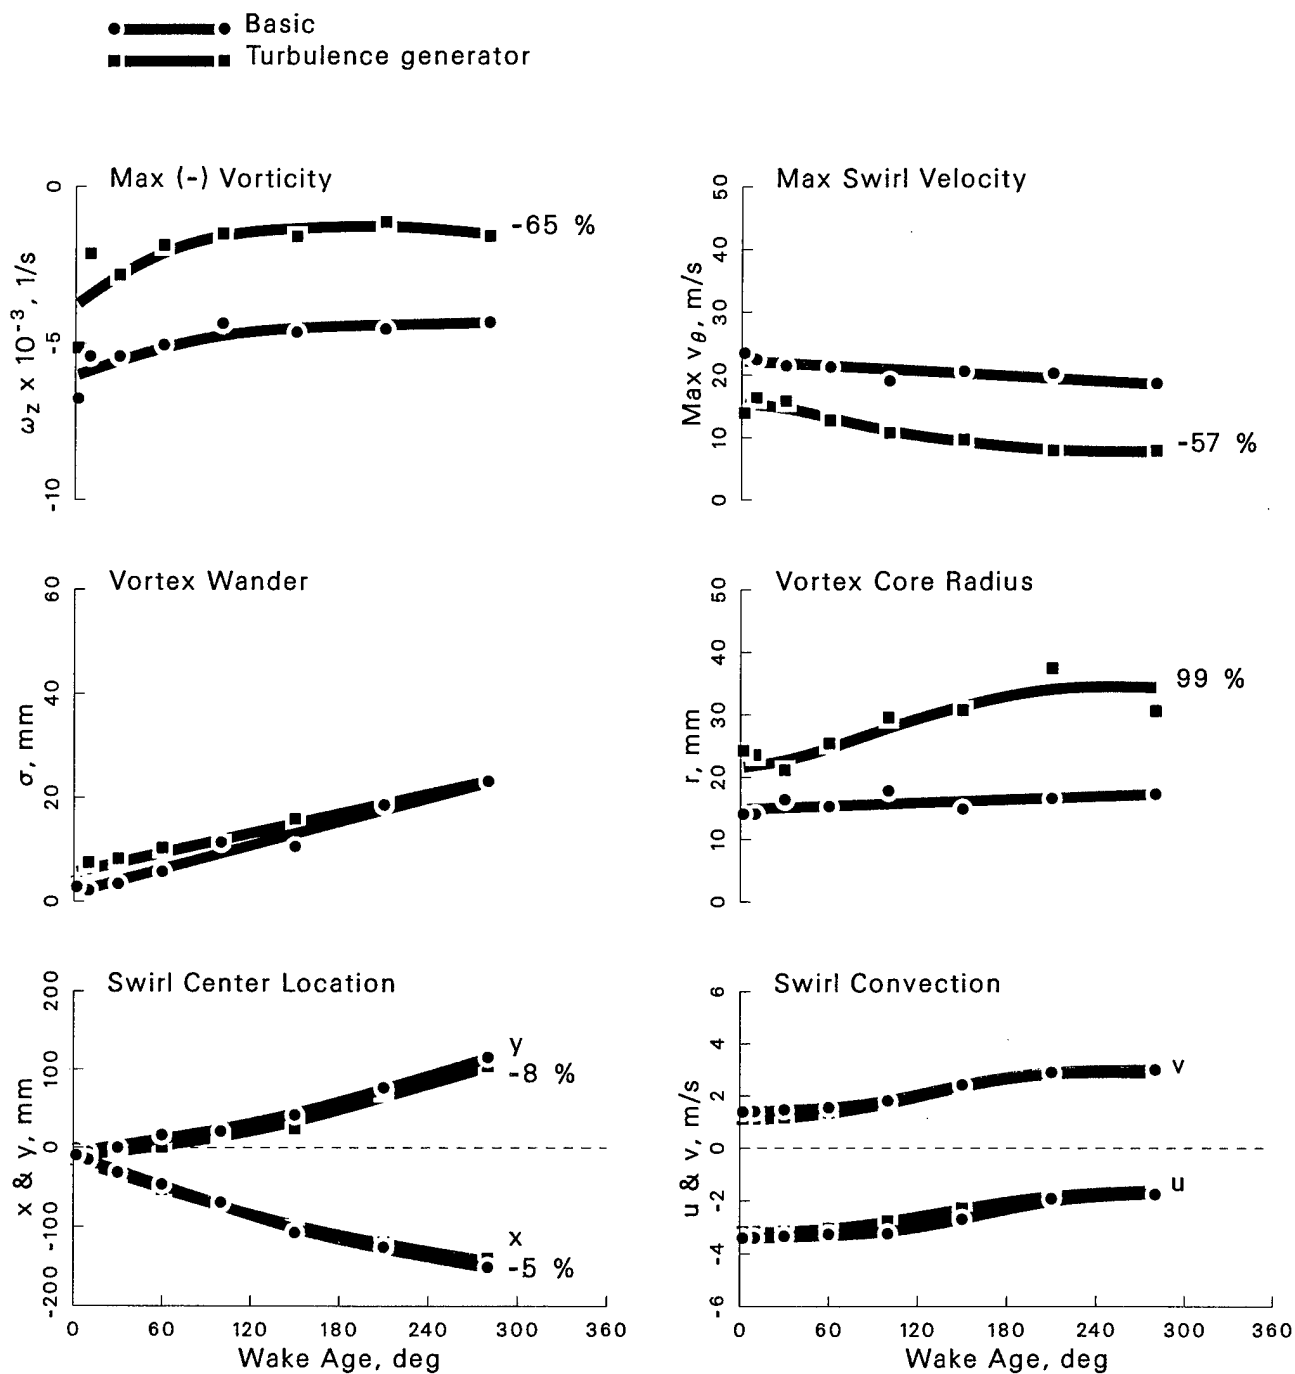 Basic
Turbulence generator
Max (-) Vorticity
0
-5
-10
ω_z x 10^-3, 1/s
-65 %
Max Swirl Velocity
50
40
30
20
10
0
Max v_θ, m/s
-57 %
Vortex Wander
60
40
20
0
σ, mm
Vortex Core Radius
50
40
30
20
10
0
r, mm
99 %
Swirl Center Location
200
100
0
-100
-200
x & y, mm
y
-8 %
x
-5 %
0 60 120 180 240 300 360
Wake Age, deg
Swirl Convection
6
4
2
0
-2
-4
-6
u & v, m/s
v
u
0 60 120 180 240 300 360
Wake Age, deg